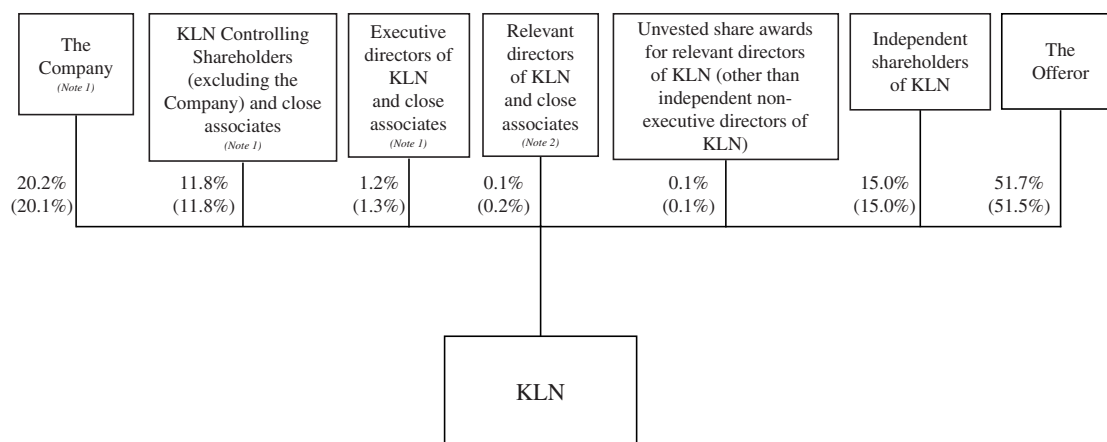 The
Company
(Note 1)
KLN Controlling
Shareholders
(excluding the
Company) and close
associates
(Note 1)
Executive
directors of
KLN
and close
associates
(Note 1)
Relevant
directors
of KLN
and close
associates
(Note 2)
Unvested share awards
for relevant directors
of KLN (other than
independent non-
executive directors of
KLN)
Independent
shareholders
of KLN
The
Offeror
20.2%
(20.1%)
11.8%
(11.8%)
1.2%
(1.3%)
0.1%
(0.2%)
0.1%
(0.1%)
15.0%
(15.0%)
51.7%
(51.5%)
KLN